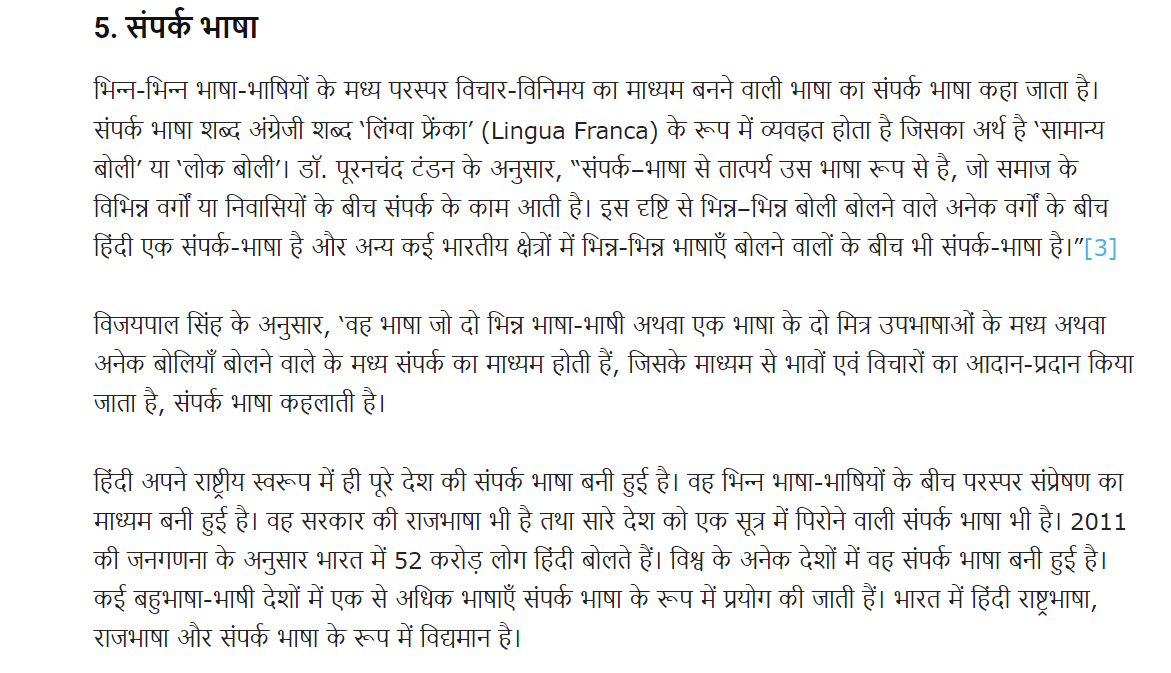 5. संपर्क भाषा
भिन्न-भिन्न भाषा-भाषियों के मध्य परस्पर विचार-विनिमय का माध्यम बनने वाली भाषा का संपर्क भाषा कहा जाता है।
संपर्क भाषा शब्द अंग्रेजी शब्द ‘लिंग्वा फ्रेंका’ (Lingua Franca) के रूप में व्यवह्रत होता है जिसका अर्थ है ‘सामान्य
बोली’ या ‘लोक बोली’। डॉ. पूरनचंद टंडन के अनुसार, “संपर्क–भाषा से तात्पर्य उस भाषा रूप से है, जो समाज के
विभिन्न वर्गों या निवासियों के बीच संपर्क के काम आती है। इस दृष्टि से भिन्न–भिन्न बोली बोलने वाले अनेक वर्गों के बीच
हिंदी एक संपर्क-भाषा है और अन्य कई भारतीय क्षेत्रों में भिन्न-भिन्न भाषाएँ बोलने वालों के बीच भी संपर्क-भाषा है।”[3]
विजयपाल सिंह के अनुसार, ‘वह भाषा जो दो भिन्न भाषा-भाषी अथवा एक भाषा के दो मित्र उपभाषाओं के मध्य अथवा
अनेक बोलियाँ बोलने वाले के मध्य संपर्क का माध्यम होती हैं, जिसके माध्यम से भावों एवं विचारों का आदान-प्रदान किया
जाता है, संपर्क भाषा कहलाती है।
हिंदी अपने राष्ट्रीय स्वरूप में ही पूरे देश की संपर्क भाषा बनी हुई है। वह भिन्न भाषा-भाषियों के बीच परस्पर संप्रेषण का
माध्यम बनी हुई है। वह सरकार की राजभाषा भी है तथा सारे देश को एक सूत्र में पिरोने वाली संपर्क भाषा भी है। 2011
की जनगणना के अनुसार भारत में 52 करोड़ लोग हिंदी बोलते हैं। विश्व के अनेक देशों में वह संपर्क भाषा बनी हुई है।
कई बहुभाषा-भाषी देशों में एक से अधिक भाषाएँ संपर्क भाषा के रूप में प्रयोग की जाती हैं। भारत में हिंदी राष्ट्रभाषा,
राजभाषा और संपर्क भाषा के रूप में विद्यमान है।